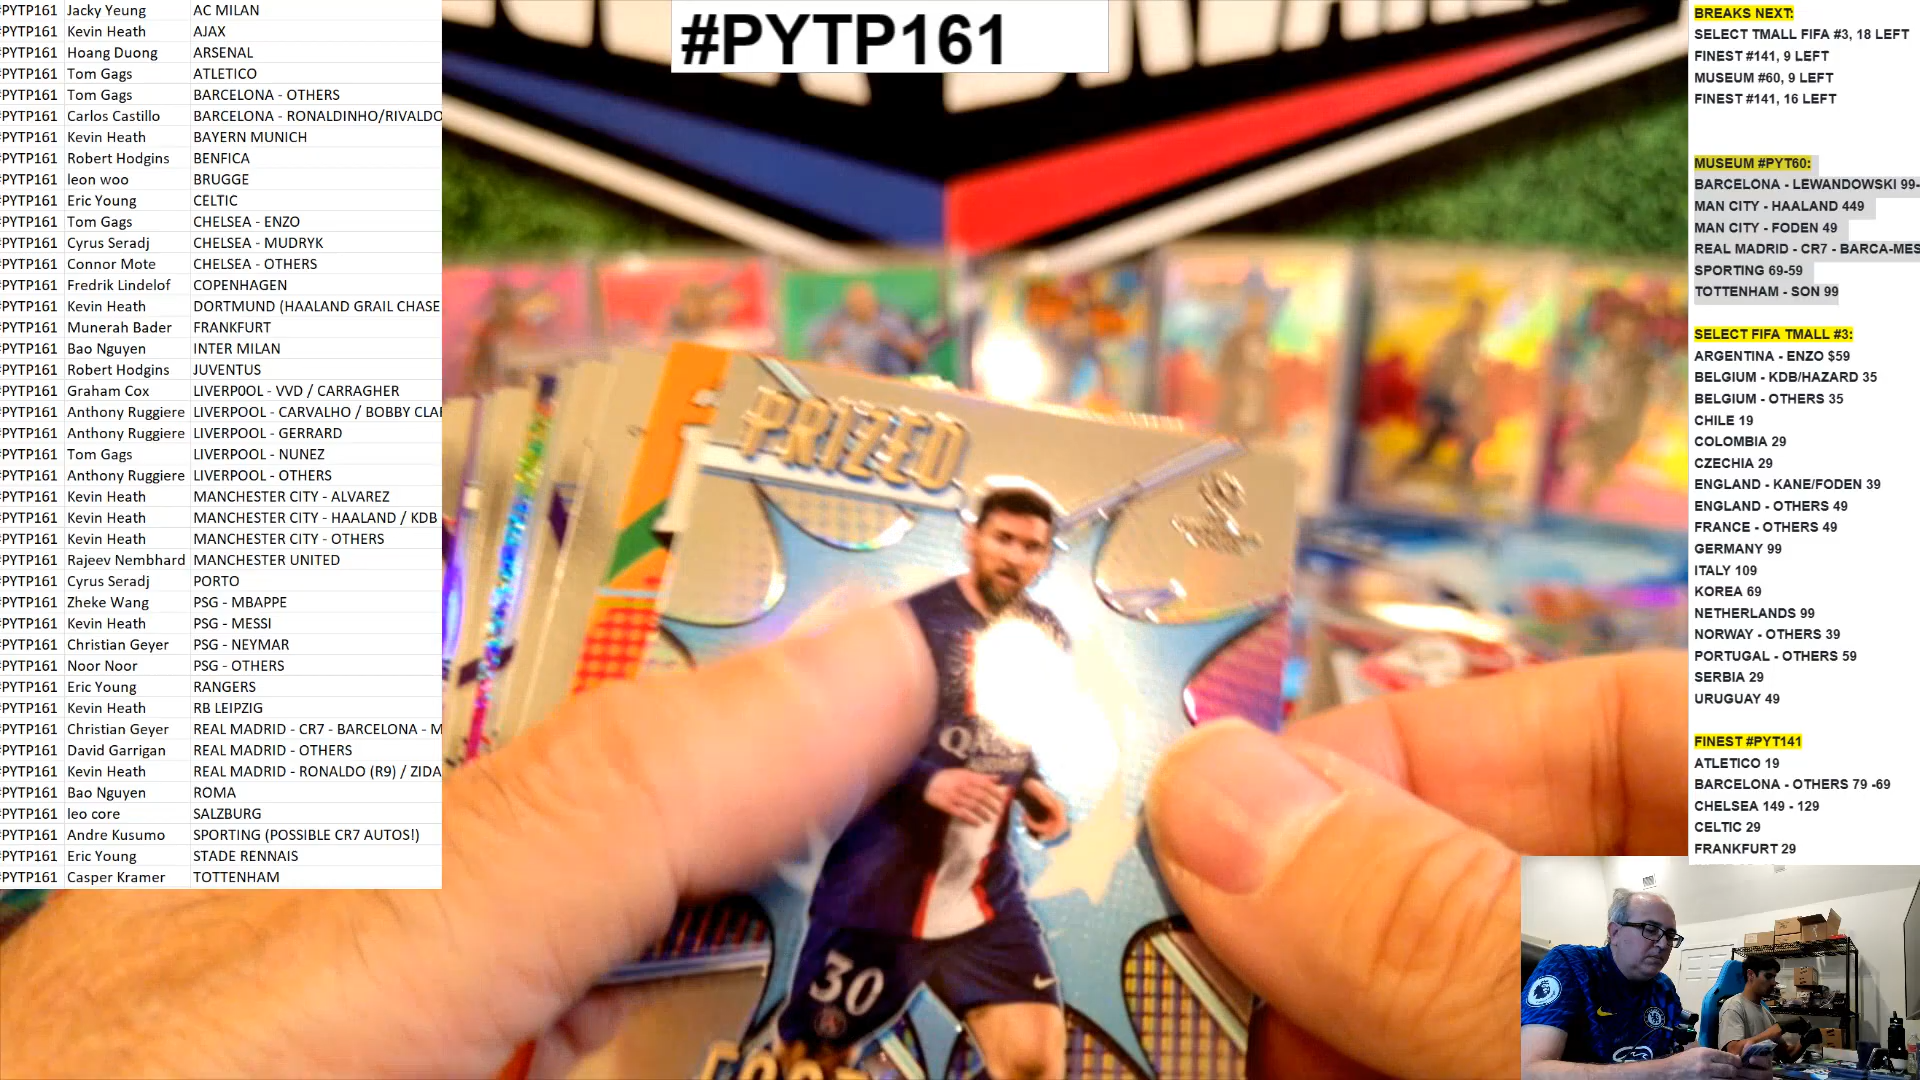 #PYTP161
#PYTP161 Jacky Yeung AC MILAN
#PYTP161 Kevin Heath AJAX
#PYTP161 Hoang Duong ARSENAL
#PYTP161 Tom Gags ATLETICO
#PYTP161 Tom Gags BARCELONA - OTHERS
#PYTP161 Carlos Castillo BARCELONA - RONALDINHO/RIVALDO
#PYTP161 Kevin Heath BAYERN MUNICH
#PYTP161 Robert Hodgins BENFICA
#PYTP161 leon woo BRUGGE
#PYTP161 Eric Young CELTIC
#PYTP161 Tom Gags CHELSEA - ENZO
#PYTP161 Cyrus Seradj CHELSEA - MUDRYK
#PYTP161 Connor Mote CHELSEA - OTHERS
#PYTP161 Fredrik Lindelof COPENHAGEN
#PYTP161 Kevin Heath DORTMUND (HAALAND GRAIL CHASE
#PYTP161 Munerah Bader FRANKFURT
#PYTP161 Bao Nguyen INTER MILAN
#PYTP161 Robert Hodgins JUVENTUS
#PYTP161 Graham Cox LIVERP0OL - VVD / CARRAGHER
#PYTP161 Anthony Ruggiere LIVERPOOL - CARVALHO / BOBBY CLA
#PYTP161 Anthony Ruggiere LIVERPOOL - GERRARD
#PYTP161 Tom Gags LIVERPOOL - NUNEZ
#PYTP161 Anthony Ruggiere LIVERPOOL - OTHERS
#PYTP161 Kevin Heath MANCHESTER CITY - ALVAREZ
#PYTP161 Kevin Heath MANCHESTER CITY - HAALAND / KDB
#PYTP161 Kevin Heath MANCHESTER CITY - OTHERS
#PYTP161 Rajeev Nembhard MANCHESTER UNITED
#PYTP161 Cyrus Seradj PORTO
#PYTP161 Zheke Wang PSG - MBAPPE
#PYTP161 Kevin Heath PSG - MESSI
#PYTP161 Christian Geyer PSG - NEYMAR
#PYTP161 Noor Noor PSG - OTHERS
#PYTP161 Eric Young RANGERS
#PYTP161 Kevin Heath RB LEIPZIG
#PYTP161 Christian Geyer REAL MADRID - CR7 - BARCELONA - M
#PYTP161 David Garrigan REAL MADRID - OTHERS
#PYTP161 Kevin Heath REAL MADRID - RONALDO (R9) / ZIDA
#PYTP161 Bao Nguyen ROMA
#PYTP161 leo core SALZBURG
#PYTP161 Andre Kusumo SPORTING (POSSIBLE CR7 AUTOS!)
#PYTP161 Eric Young STADE RENNAIS
#PYTP161 Casper Kramer TOTTENHAM
PRIZED
30
BREAKS NEXT:
SELECT TMALL FIFA #3, 18 LEFT
FINEST #141, 9 LEFT
MUSEUM #60, 9 LEFT
FINEST #141, 16 LEFT
MUSEUM #PYT60:
BARCELONA - LEWANDOWSKI 99-
MAN CITY - HAALAND 449
MAN CITY - FODEN 49
REAL MADRID - CR7 - BARCA-MES
SPORTING 69-59
TOTTENHAM - SON 99
SELECT FIFA TMALL #3:
ARGENTINA - ENZO $59
BELGIUM - KDB/HAZARD 35
BELGIUM - OTHERS 35
CHILE 19
COLOMBIA 29
CZECHIA 29
ENGLAND - KANE/FODEN 39
ENGLAND - OTHERS 49
FRANCE - OTHERS 49
GERMANY 99
ITALY 109
KOREA 69
NETHERLANDS 99
NORWAY - OTHERS 39
PORTUGAL - OTHERS 59
SERBIA 29
URUGUAY 49
FINEST #PYT141
ATLETICO 19
BARCELONA - OTHERS 79 -69
CHELSEA 149 - 129
CELTIC 29
FRANKFURT 29